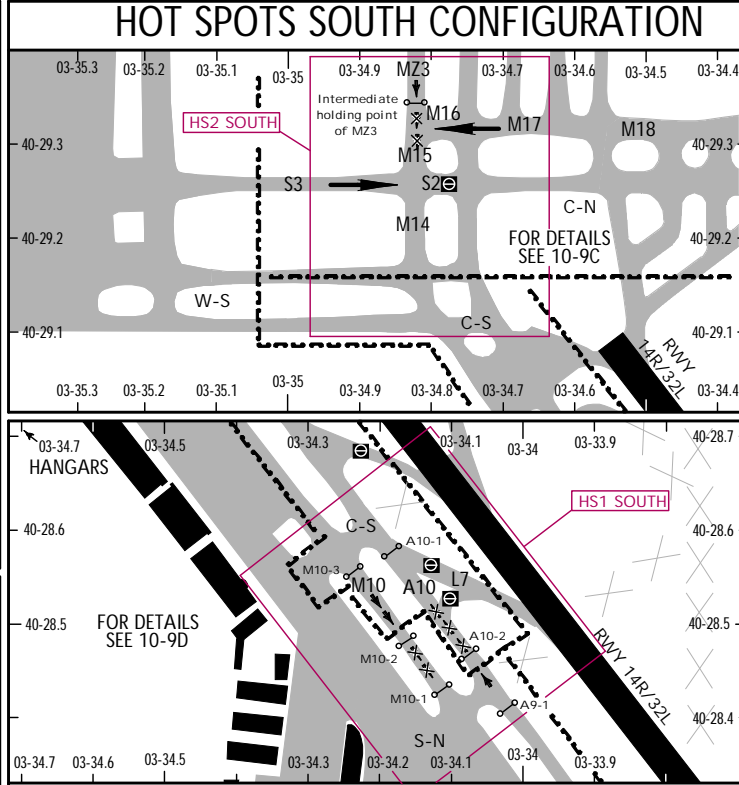 HOT SPOTS SOUTH CONFIGURATION
03-35.3 03-35.2 03-35.1 03-35 03-34.9 03-34.8 03-34.7 03-34.6 03-34.5 03-34.4
MZ3
Intermediate
holding point
of MZ3
HS2 SOUTH
M16
M17
M18
40-29.3
40-29.3
M15
S3
S2
C-N
M14
FOR DETAILS
SEE 10-9C
40-29.2
40-29.2
W-S
C-S
40-29.1
40-29.1
RWY
14R/32L
03-35.3 03-35.2 03-35.1 03-35 03-34.9 03-34.8 03-34.7 03-34.6 03-34.5 03-34.4
03-34.7 03-34.5 03-34.3 03-34.1 03-34 03-33.9
40-28.7
HANGARS
HS1 SOUTH
40-28.6
40-28.6
C-S
A10-1
M10-3
M10
A10
L7
FOR DETAILS
SEE 10-9D
40-28.5
40-28.5
A10-2
RWY 14R/32L
M10-2
M10-1
A9-1
40-28.4
S-N
03-34.7 03-34.6 03-34.5 03-34.3 03-34.2 03-34.1 03-34 03-33.9